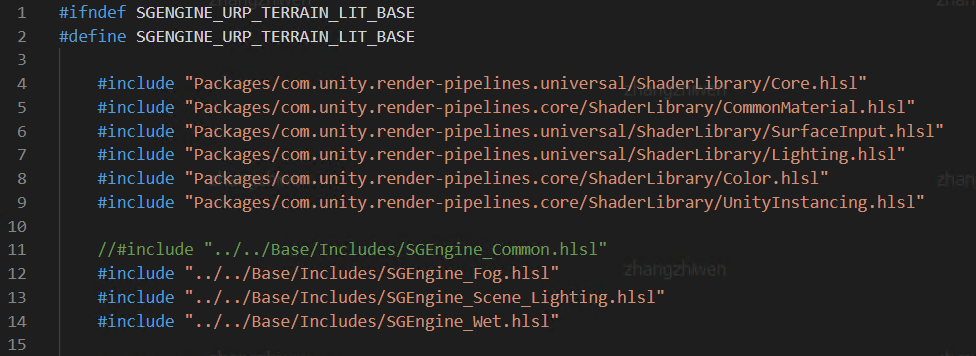 1 #ifndef SGENGINE_URP_TERRAIN_LIT_BASE
2 #define SGENGINE_URP_TERRAIN_LIT_BASE
3
4 #include "Packages/com.unity.render-pipelines.universal/ShaderLibrary/Core.hlsl"
5 #include "Packages/com.unity.render-pipelines.core/ShaderLibrary/CommonMaterial.hlsl"
6 #include "Packages/com.unity.render-pipelines.universal/ShaderLibrary/SurfaceInput.hlsl"
7 #include "Packages/com.unity.render-pipelines.universal/ShaderLibrary/Lighting.hlsl"
8 #include "Packages/com.unity.render-pipelines.core/ShaderLibrary/Color.hlsl"
9 #include "Packages/com.unity.render-pipelines.core/ShaderLibrary/UnityInstancing.hlsl"
10
11 //#include "../../Base/Includes/SGEngine_Common.hlsl"
12 #include "../../Base/Includes/SGEngine_Fog.hlsl"
zhangzhiwen
13 #include "../../Base/Includes/SGEngine_Scene_Lighting.hlsl"
14 #include "../../Base/Includes/SGEngine_Wet.hlsl"
15